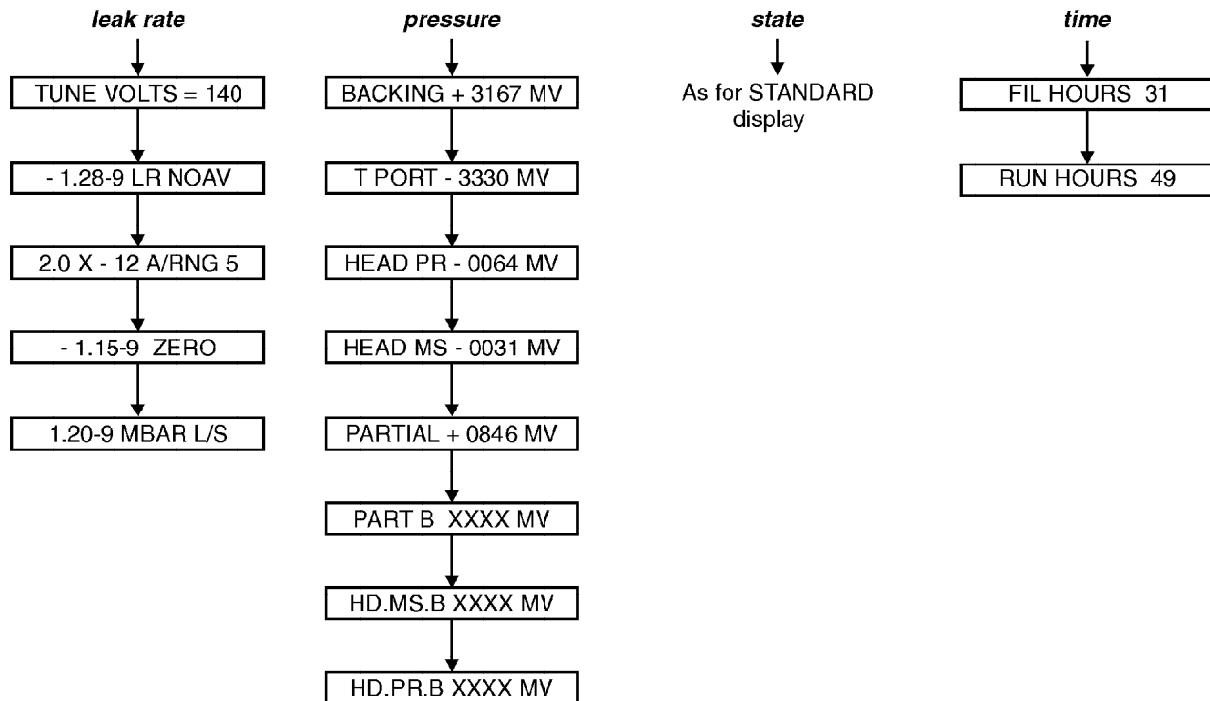 leak rate
TUNE VOLTS = 140
- 1.28-9 LR NOAV
2.0 X - 12 A/RNG 5
- 1.15-9 ZERO
1.20-9 MBAR L/S
pressure
BACKING + 3167 MV
T PORT - 3330 MV
HEAD PR - 0064 MV
HEAD MS - 0031 MV
PARTIAL + 0846 MV
PART B XXXX MV
HD.MS.B XXXX MV
HD.PR.B XXXX MV
state
As for STANDARD
display
time
FIL HOURS 31
RUN HOURS 49